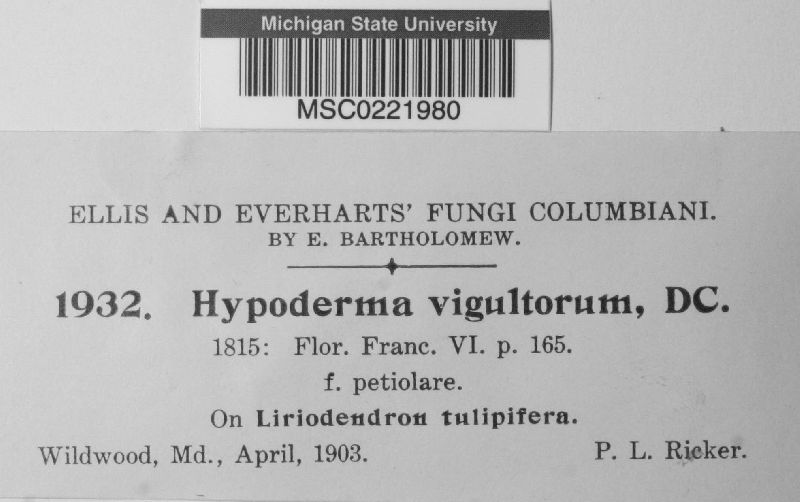 Michigan State University
MSC0221980
ELLIS AND EVERHARTS' FUNGI COLUMBIANI.
BY E. BARTHOLOMEW.
1932. Hypoderma vigultorum, DC.
1815: Flor. Franc. VI. p. 165.
f. petiolare.
On Liriodendron tulipifera.
Wildwood, Md., April, 1903. P. L. Ricker.